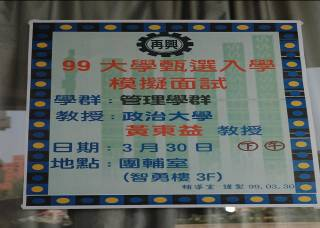 再興
99 大學甄選入學
模擬面試
學群：管理學群
教授：政治大學
黃東益 教授
日期：3 月 30 日 下 午
地點：團輔室
(智勇樓 3F)
輔導室 謹製 99.03.30